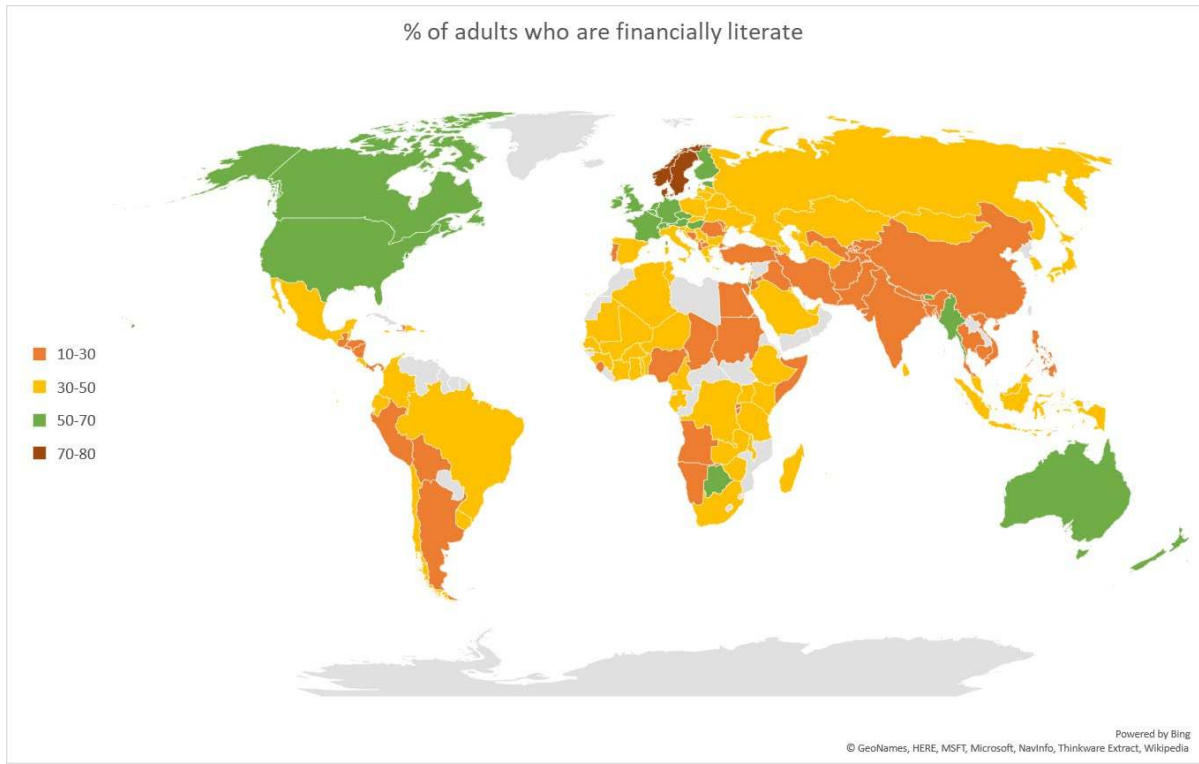 % of adults who are financially literate
10-30
30-50
50-70
70-80
Powered by Bing
© GeoNames, HERE, MSFT, Microsoft, NavInfo, Thinkware Extract, Wikipedia